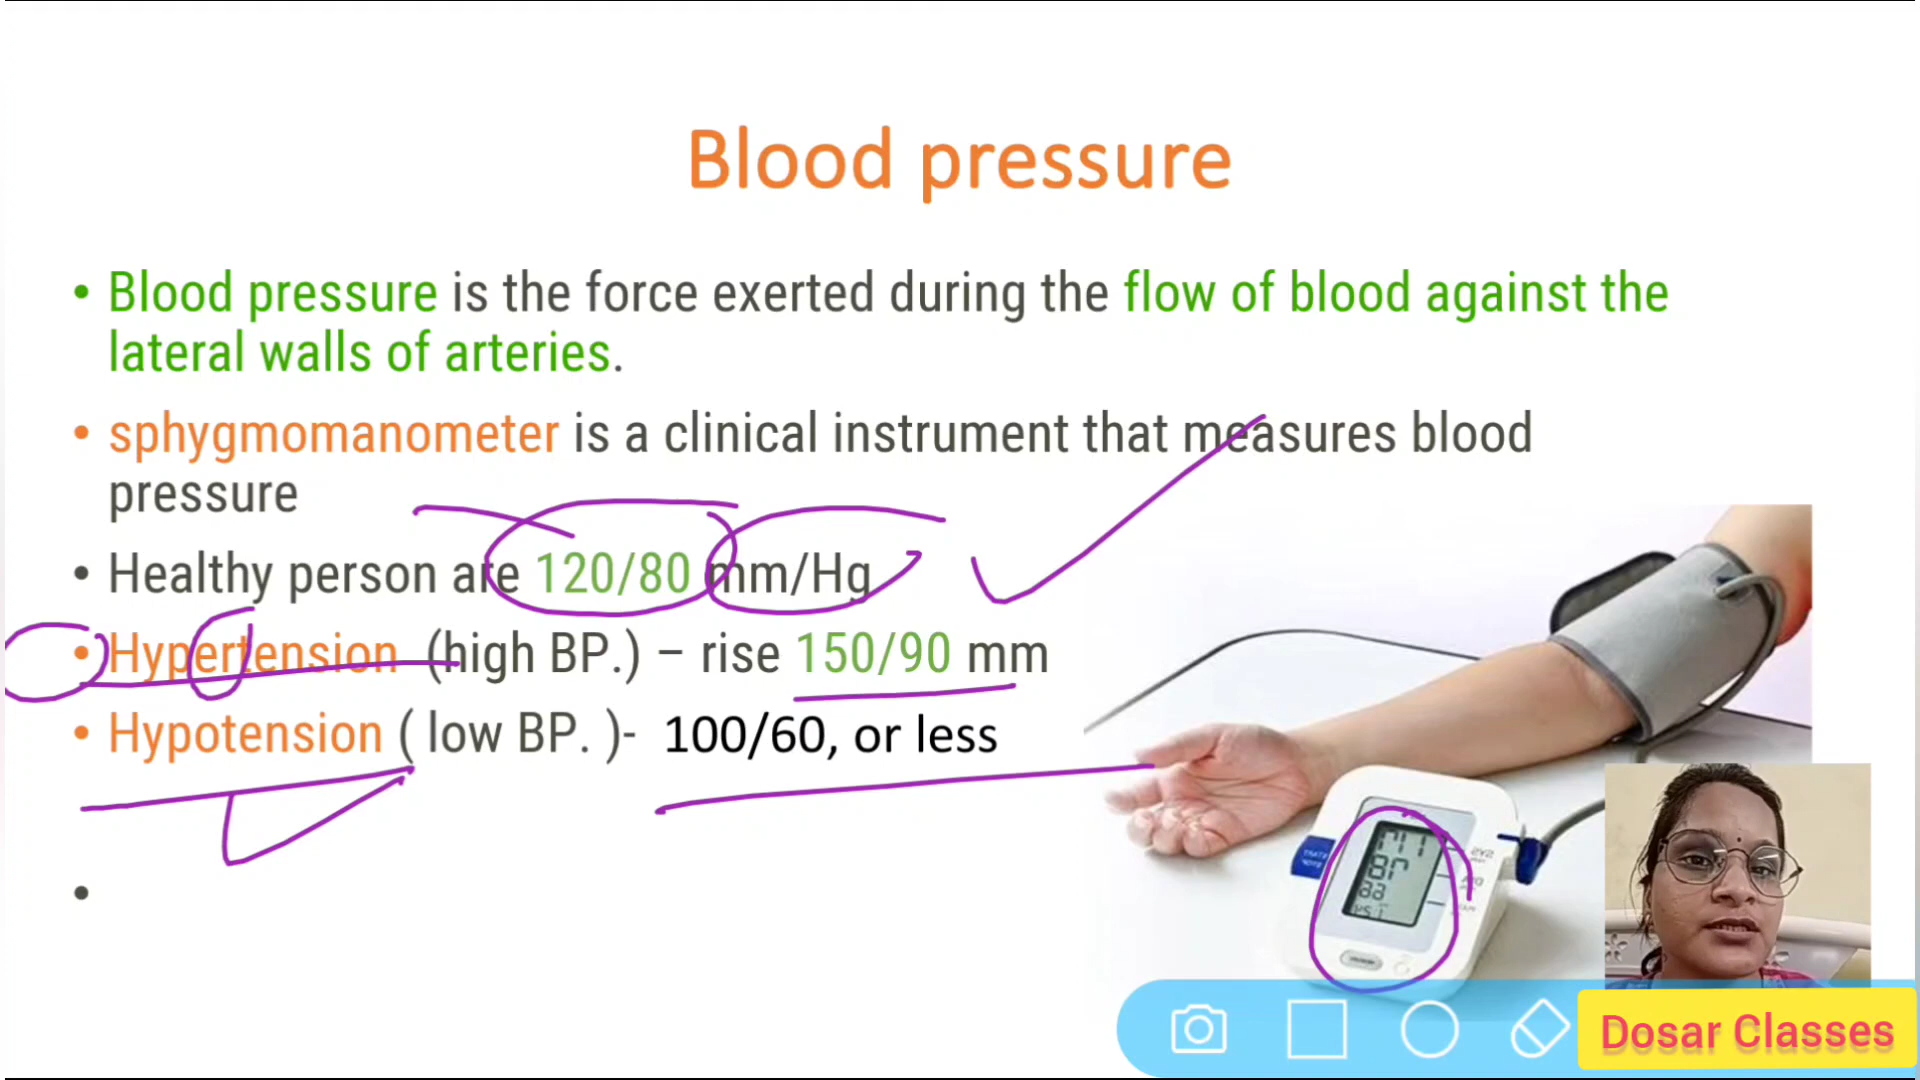 Blood pressure
• Blood pressure is the force exerted during the flow of blood against the
lateral walls of arteries.
• sphygmomanometer is a clinical instrument that measures blood
pressure
• Healthy person are 120/80 mm/Hg
• Hypertension (high BP.) – rise 150/90 mm
• Hypotension ( low BP. )- 100/60, or less
•
Dosar Classes